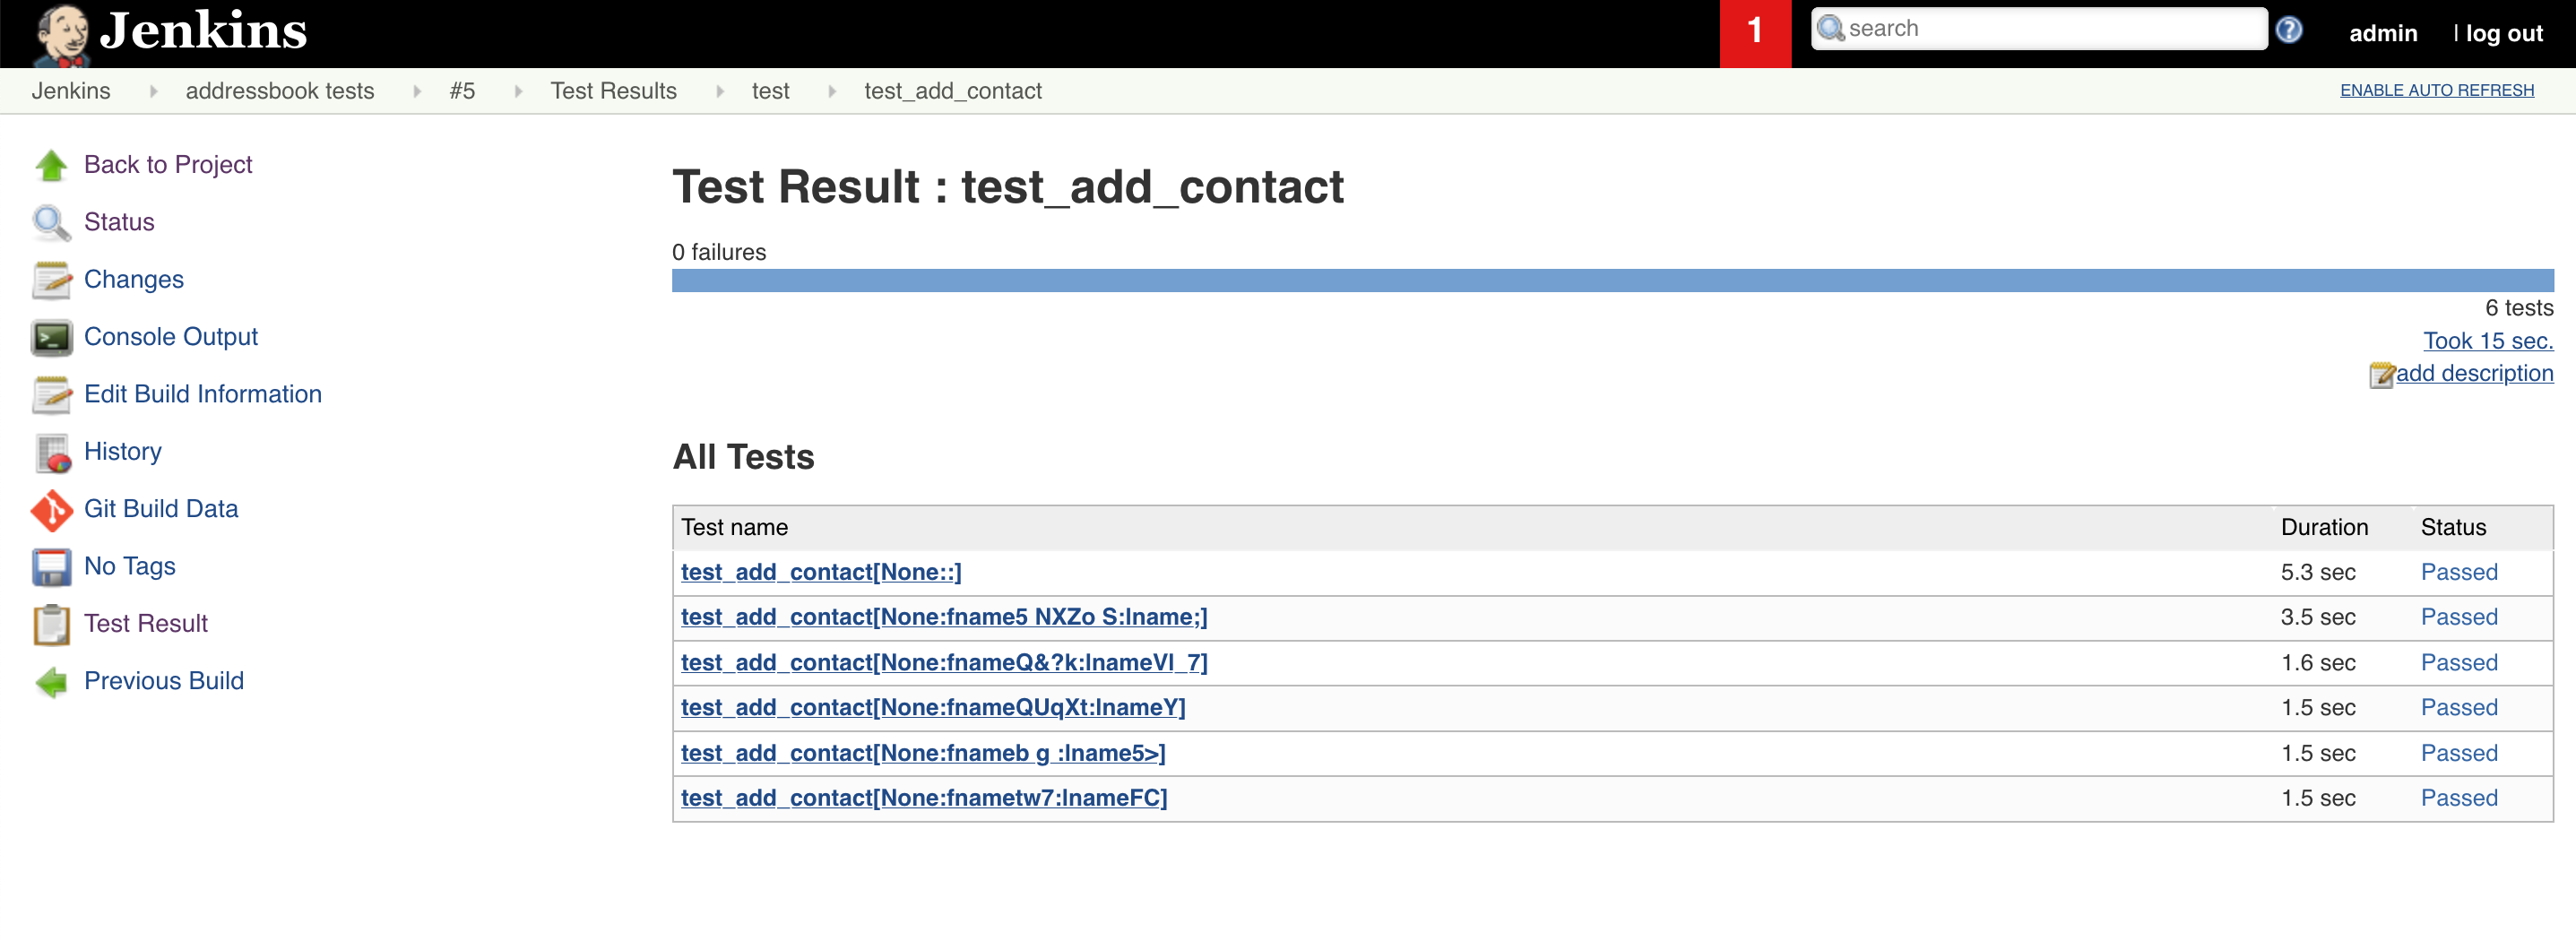 Jenkins
1
search
admin | log out
Jenkins addressbook tests #5 Test Results test test_add_contact
ENABLE AUTO REFRESH
Back to Project
Status
Changes
Console Output
Edit Build Information
History
Git Build Data
No Tags
Test Result
Previous Build
Test Result : test_add_contact
0 failures
6 tests
Took 15 sec.
add description
All Tests
Test name Duration Status
test_add_contact[None::] 5.3 sec Passed
test_add_contact[None:fname5 NXZo S:lname;] 3.5 sec Passed
test_add_contact[None:fnameQ&?k:lnameVl_7] 1.6 sec Passed
test_add_contact[None:fnameQUqXt:lnameY] 1.5 sec Passed
test_add_contact[None:fnameb g :lname5>] 1.5 sec Passed
test_add_contact[None:fnametw7:lnameFC] 1.5 sec Passed